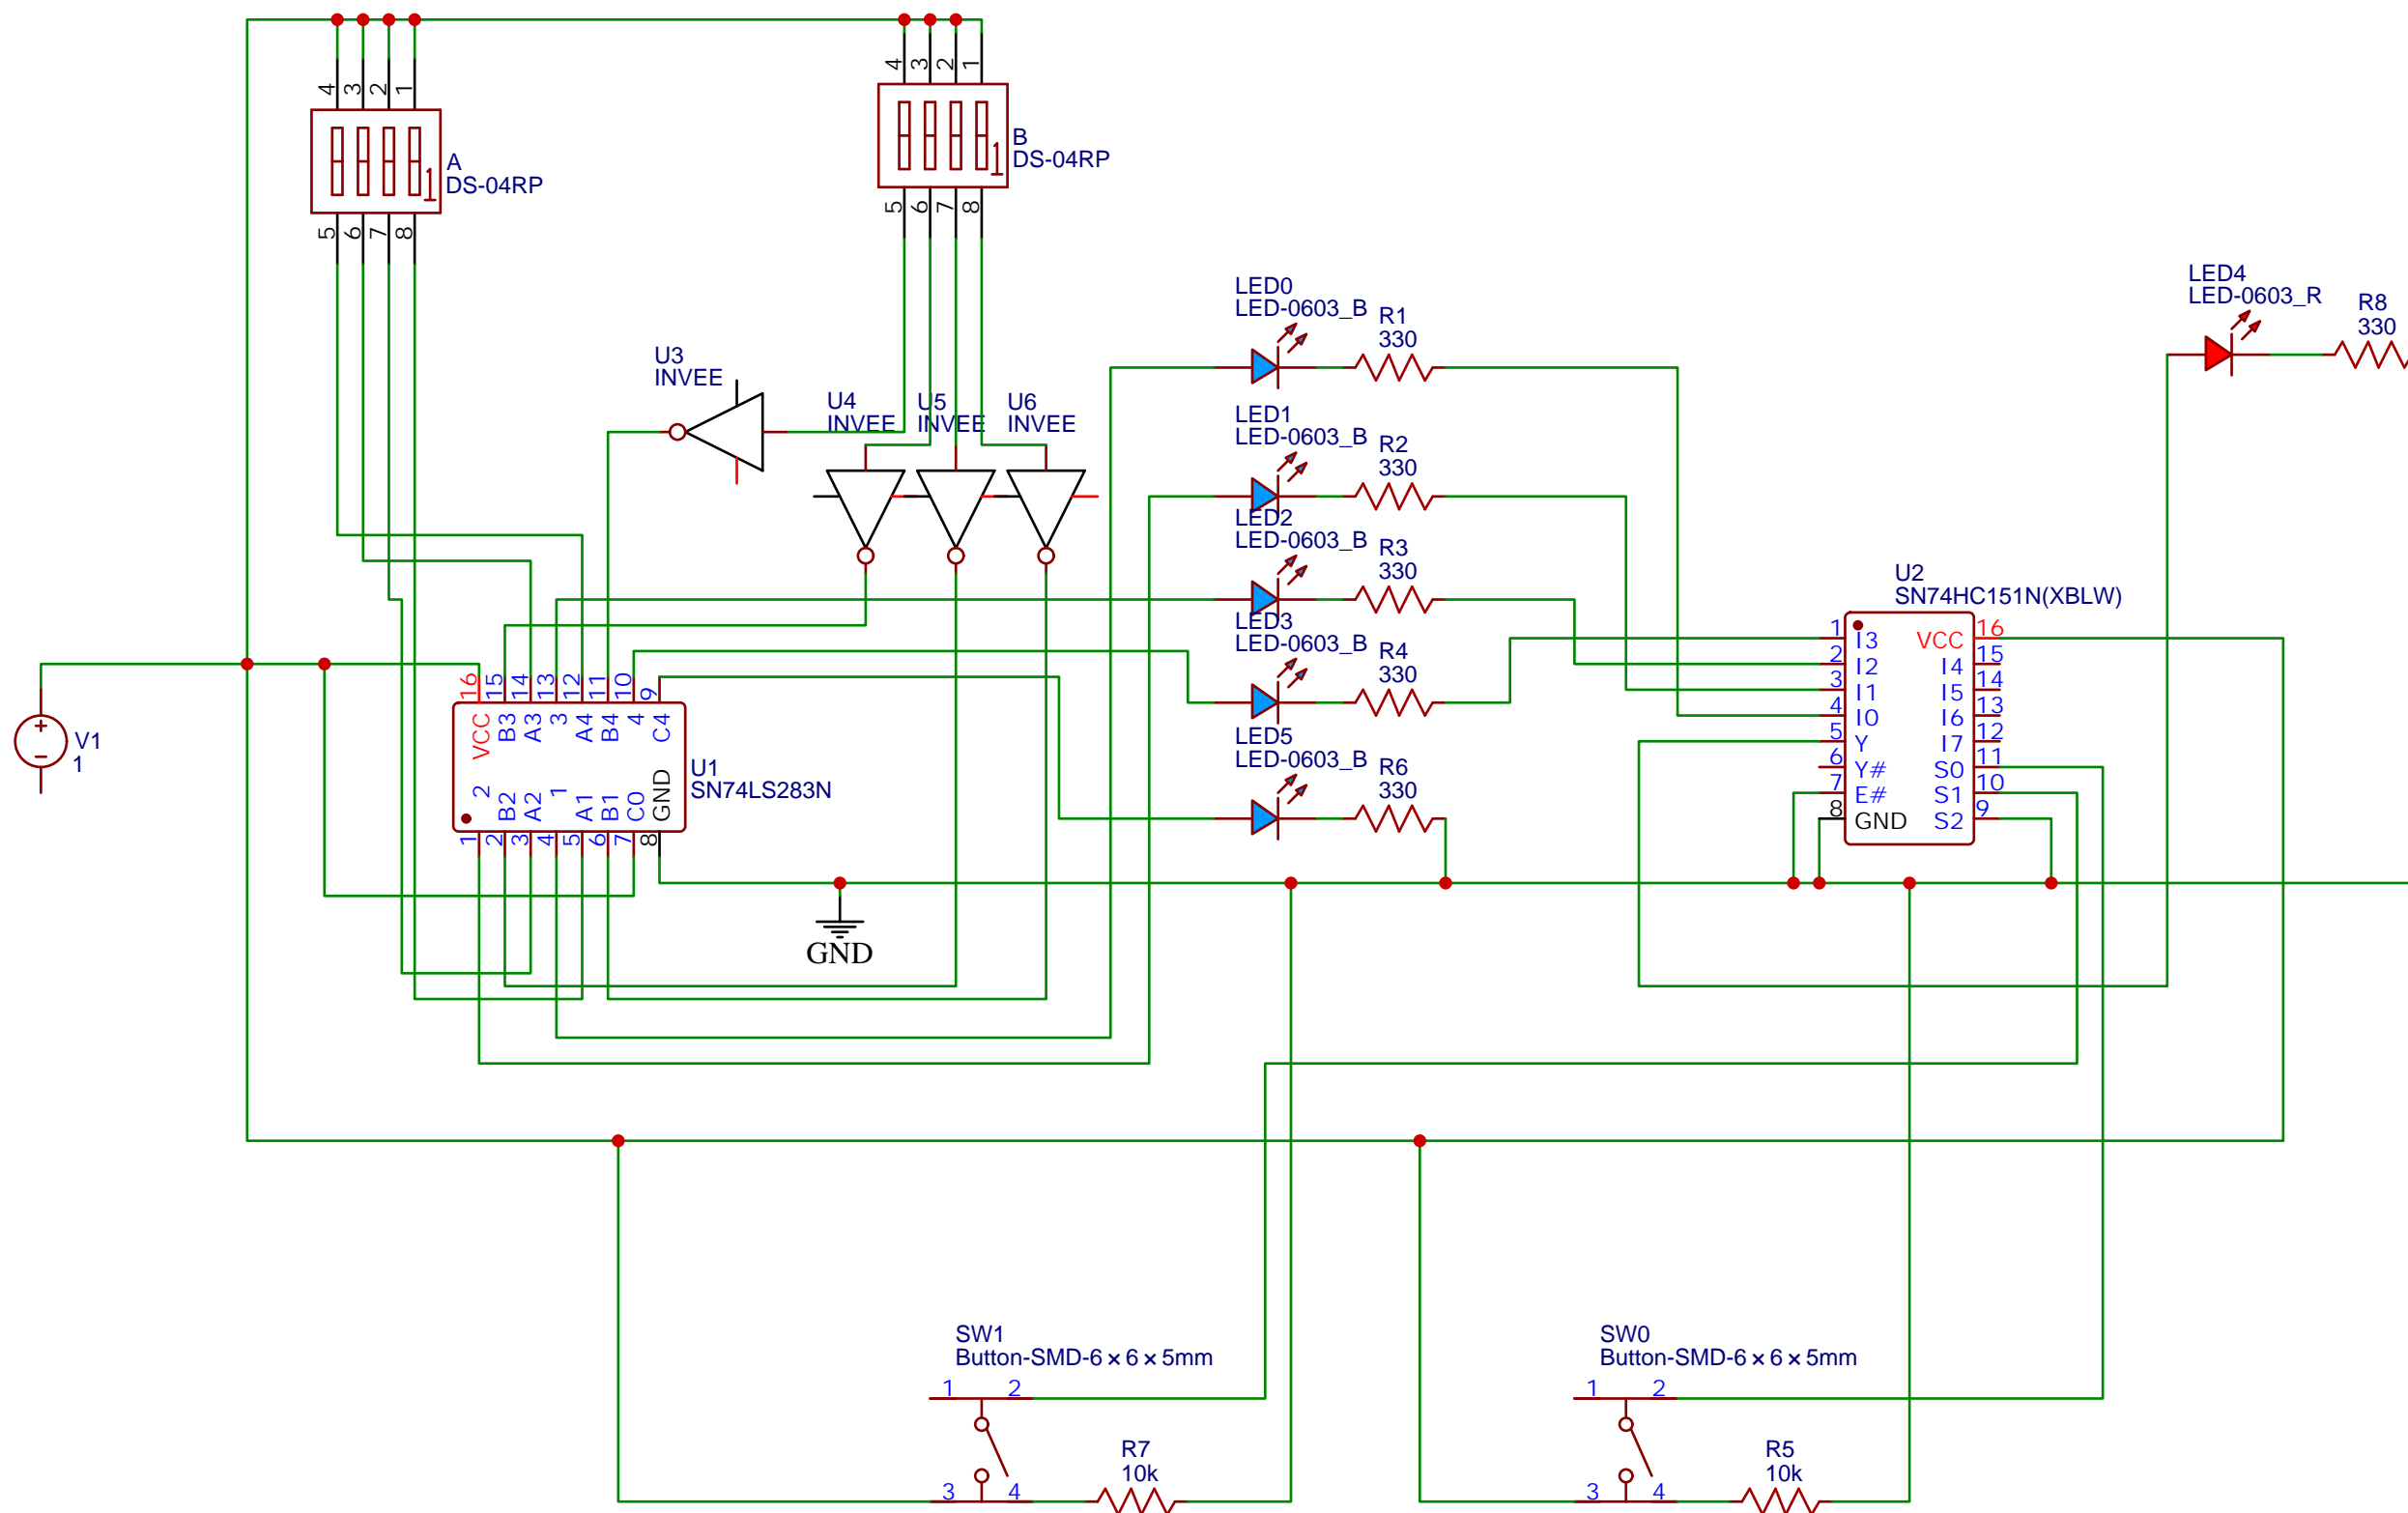 4 3 2 1
A
DS-04RP
1
5 6 7 8
4 3 2 1
B
DS-04RP
1
5 6 7 8
U3
INVEE
U4
INVEE
U5
INVEE
U6
INVEE
LED0
LED-0603_B
R1
330
LED1
LED-0603_B
R2
330
LED2
LED-0603_B
R3
330
LED3
LED-0603_B
R4
330
LED5
LED-0603_B
R6
330
LED4
LED-0603_R
R8
330
V1
1
16 15 14 13 12 11 10 9
VCC B3 A3 3 A4 B4 4 C4
2 B2 A2 1 A1 B1 C0 GND
1 2 3 4 5 6 7 8
U1
SN74LS283N
GND
U2
SN74HC151N(XBLW)
1 I3 VCC 16
2 I2 I4 15
3 I1 I5 14
4 I0 I6 13
5 Y I7 12
6 Y# S0 11
7 E# S1 10
8 GND S2 9
SW1
Button-SMD-6×6×5mm
1 2
3 4
R7
10k
SW0
Button-SMD-6×6×5mm
1 2
3 4
R5
10k